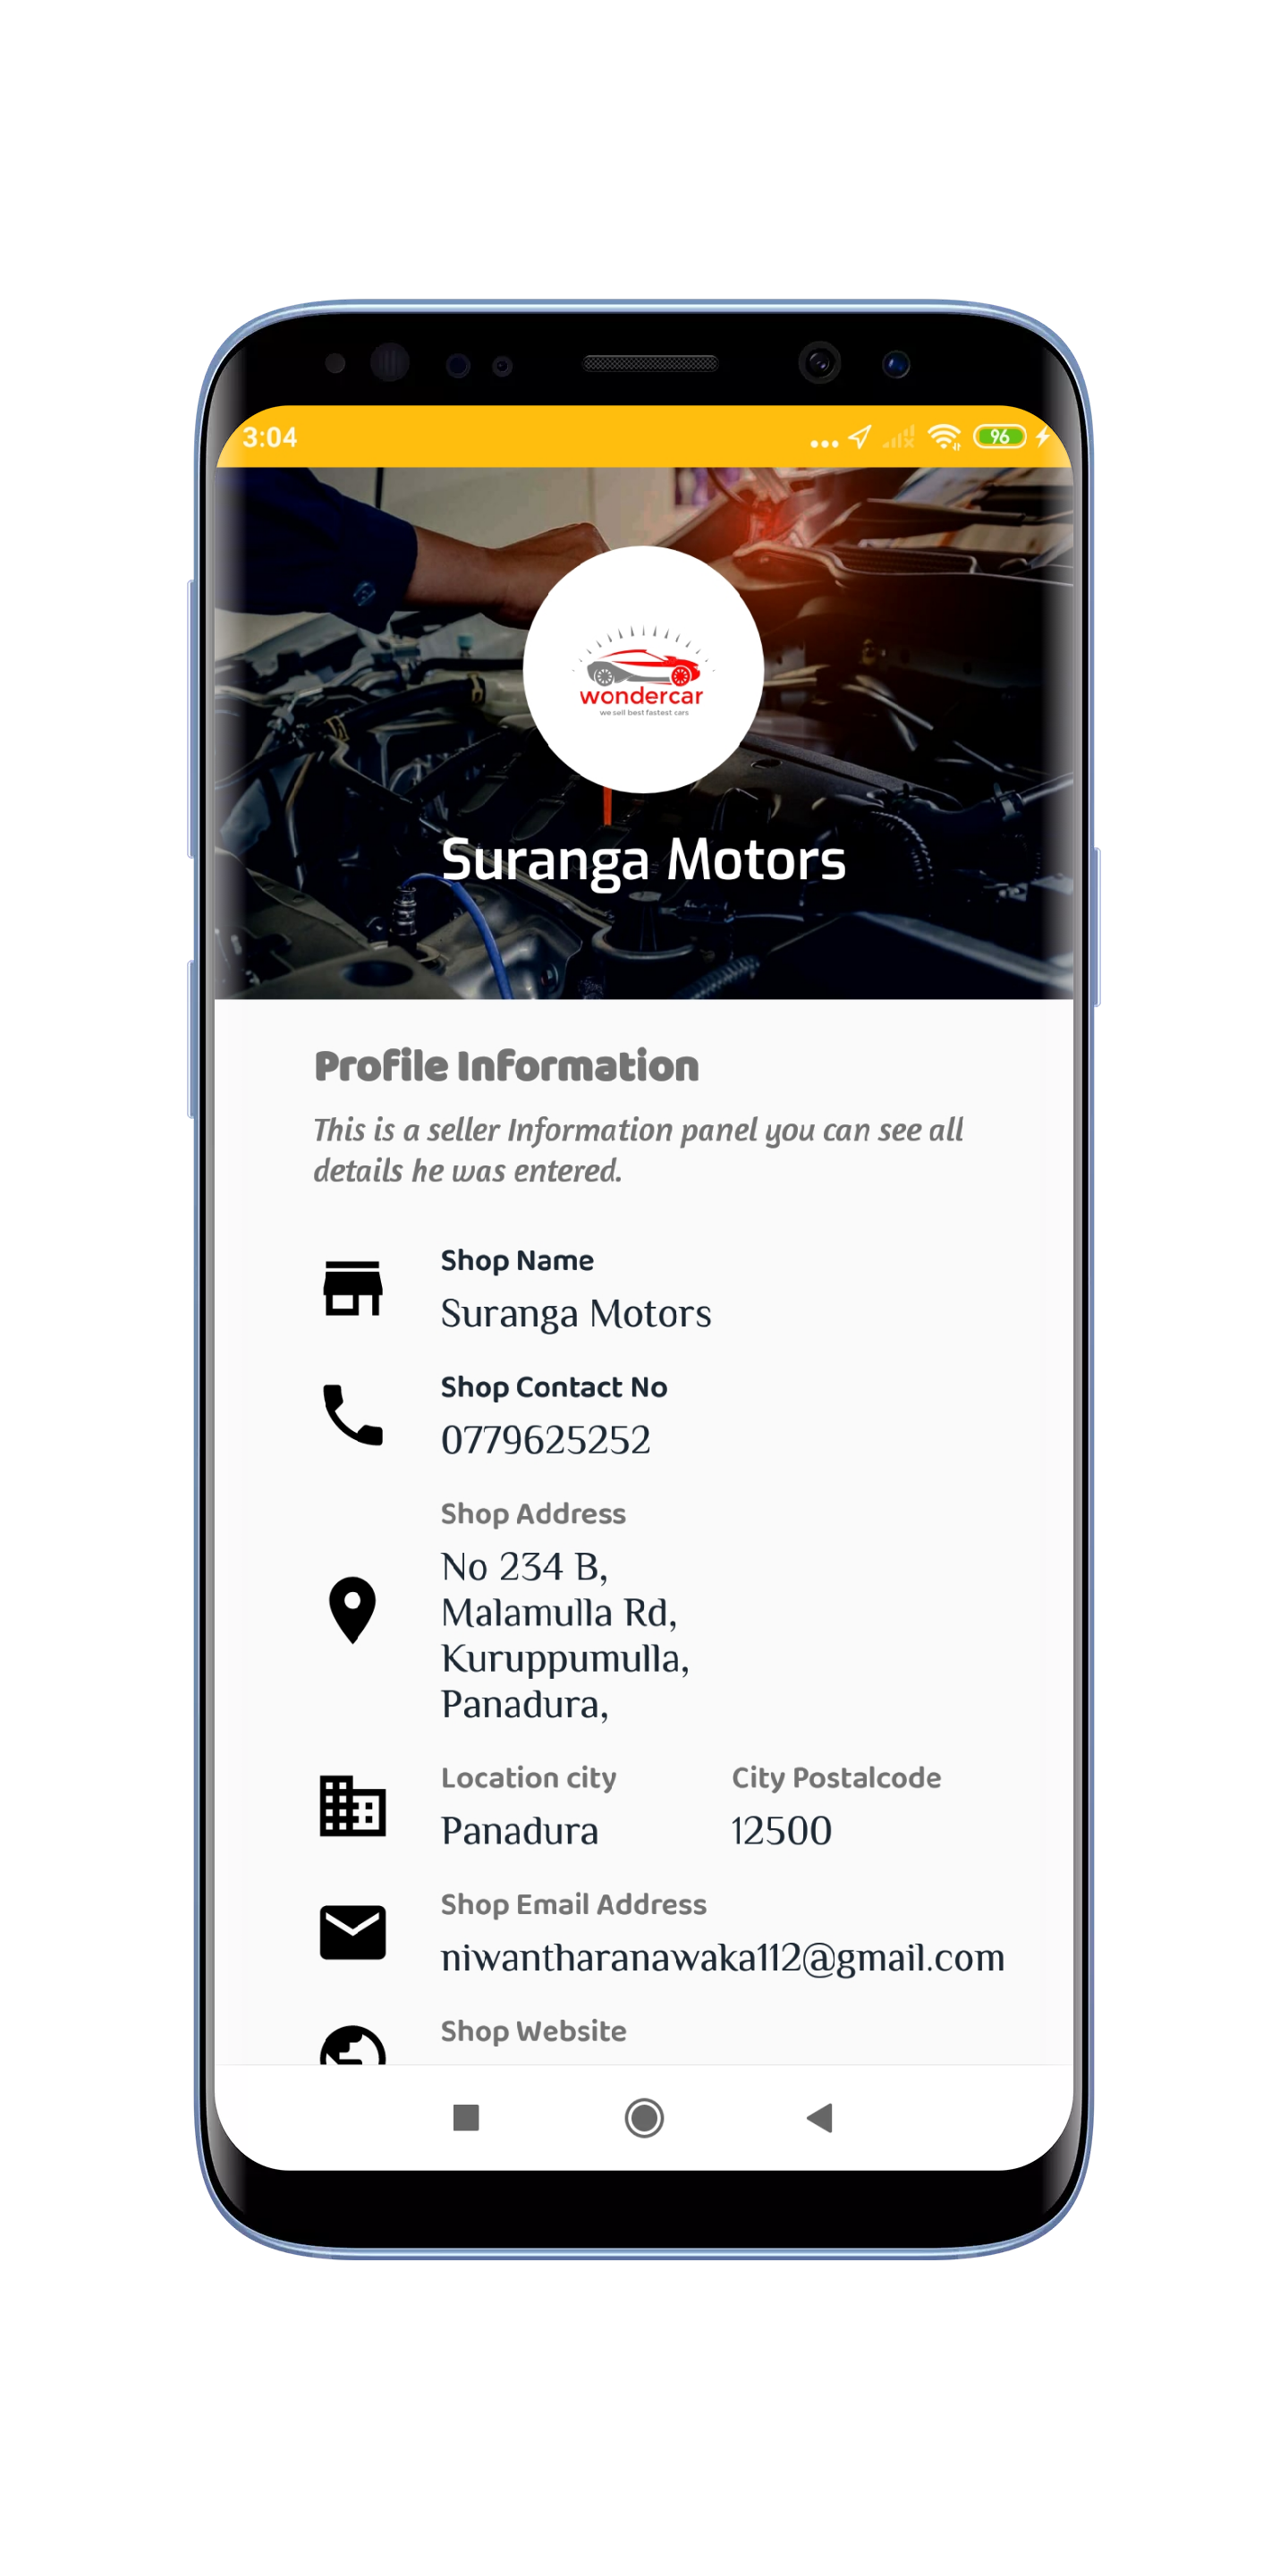 3:04
96
wondercar
we sell best fastest cars
Suranga Motors
Profile Information
This is a seller Information panel you can see all
details he was entered.
Shop Name
Suranga Motors
Shop Contact No
0779625252
Shop Address
No 234 B,
Malamulla Rd,
Kuruppumulla,
Panadura,
Location city
City Postalcode
Panadura
12500
Shop Email Address
niwantharanawaka112@gmail.com
Shop Website